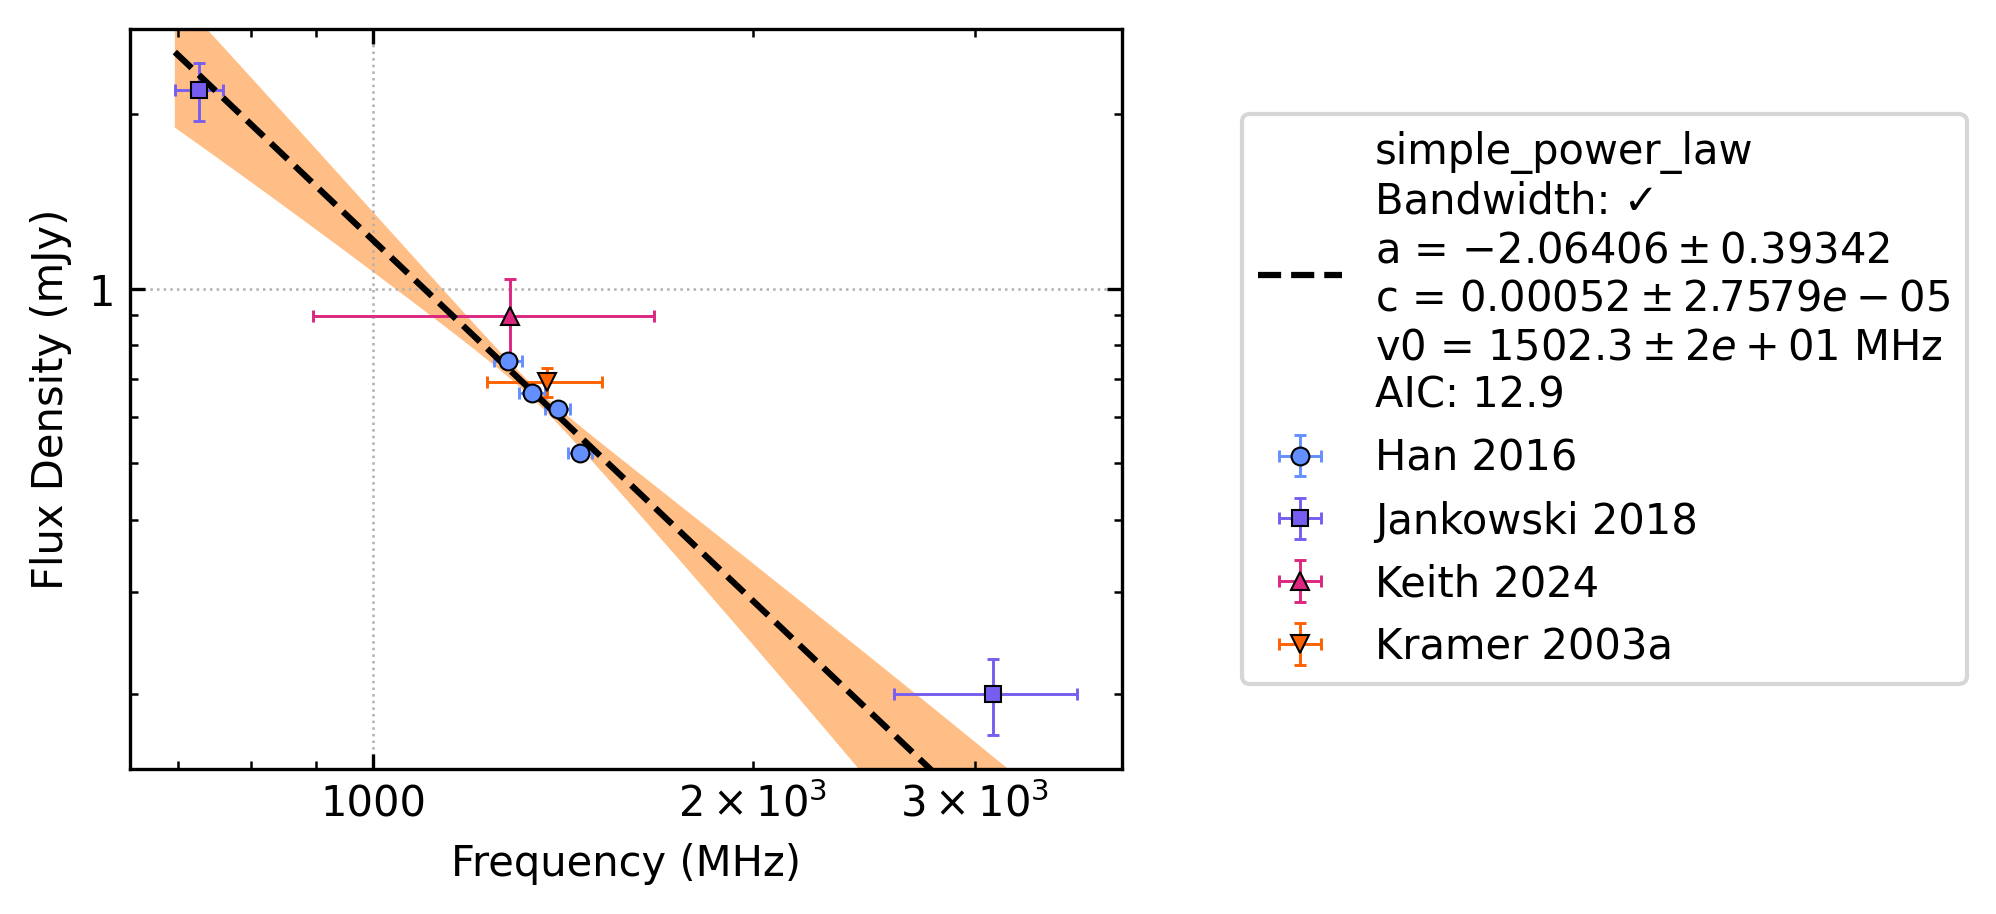 Flux Density (mJy)
1
1000
2 × 10³
3 × 10³
Frequency (MHz)
simple_power_law
Bandwidth: ✓
a = −2.06406 ± 0.39342
c = 0.00052 ± 2.7579e − 05
v0 = 1502.3 ± 2e + 01 MHz
AIC: 12.9
Han 2016
Jankowski 2018
Keith 2024
Kramer 2003a